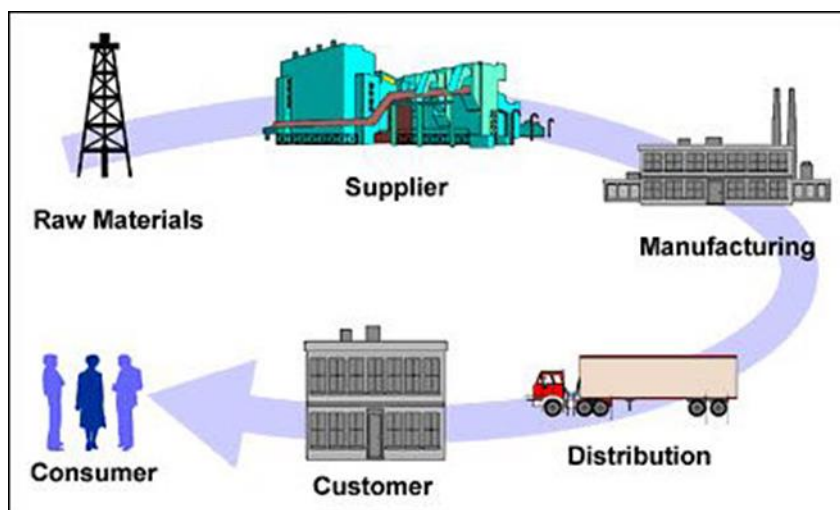 Raw Materials
Supplier
Manufacturing
Distribution
Customer
Consumer